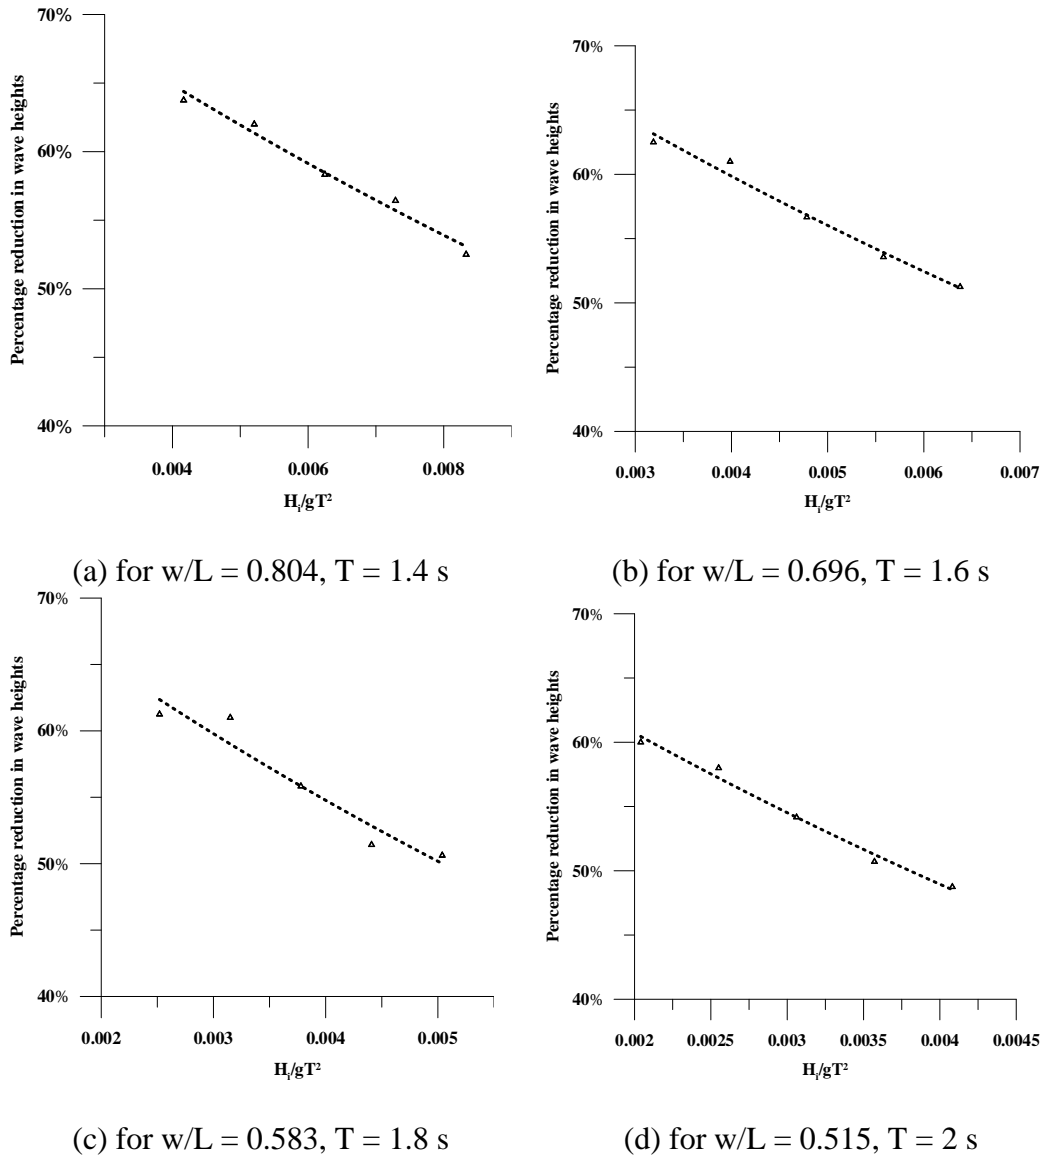 Percentage reduction in wave heights
70%
60%
50%
40%
0.004 0.006 0.008
Hᵢ/gT²
(a) for w/L = 0.804, T = 1.4 s
Percentage reduction in wave heights
70%
60%
50%
40%
0.003 0.004 0.005 0.006 0.007
Hᵢ/gT²
(b) for w/L = 0.696, T = 1.6 s
Percentage reduction in wave heights
70%
60%
50%
40%
0.002 0.003 0.004 0.005
Hᵢ/gT²
(c) for w/L = 0.583, T = 1.8 s
Percentage reduction in wave heights
70%
60%
50%
40%
0.002 0.0025 0.003 0.0035 0.004 0.0045
Hᵢ/gT²
(d) for w/L = 0.515, T = 2 s